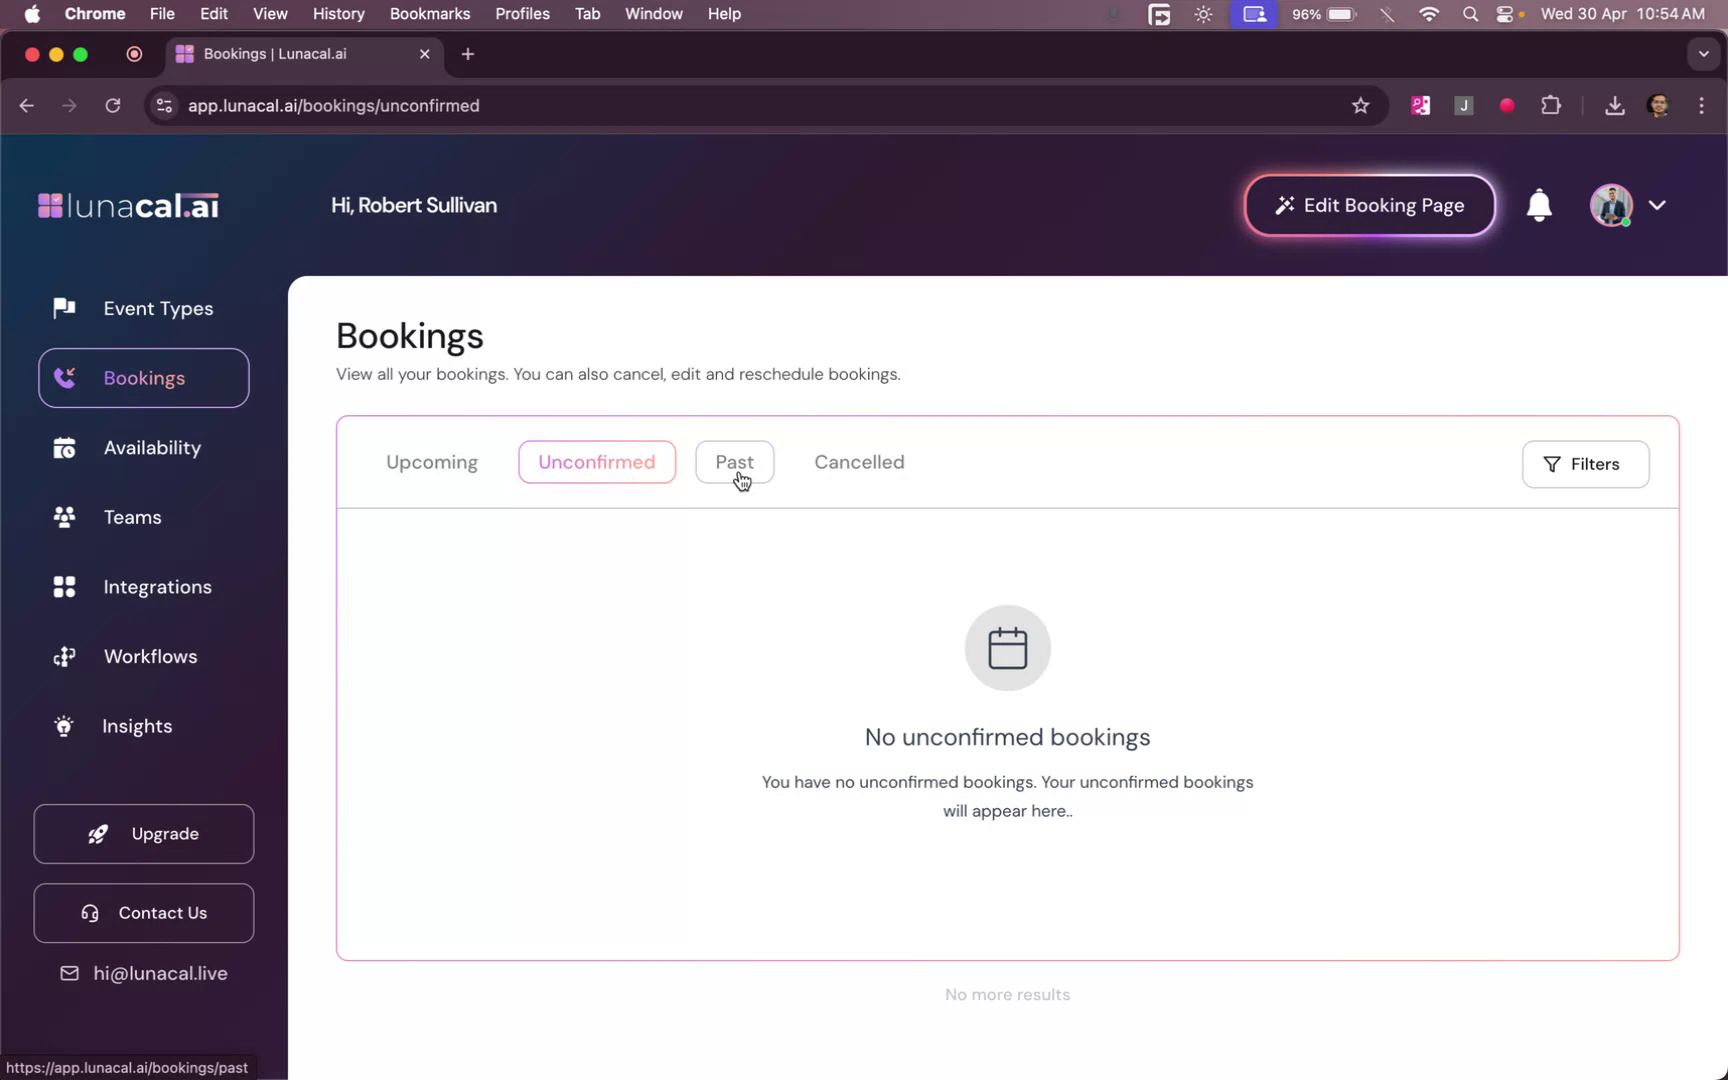 Chrome File Edit View History Bookmarks Profiles Tab Window Help 96% Wed 30 Apr 10:54 AM
Bookings | Lunacal.ai
app.lunacal.ai/bookings/unconfirmed
J
lunacal.ai
Hi, Robert Sullivan
Edit Booking Page
Event Types
Bookings
Availability
Teams
Integrations
Workflows
Insights
Upgrade
Contact Us
hi@lunacal.live
Bookings
View all your bookings. You can also cancel, edit and reschedule bookings.
Upcoming Unconfirmed Past Cancelled Filters
No unconfirmed bookings
You have no unconfirmed bookings. Your unconfirmed bookings
will appear here..
No more results
https://app.lunacal.ai/bookings/past